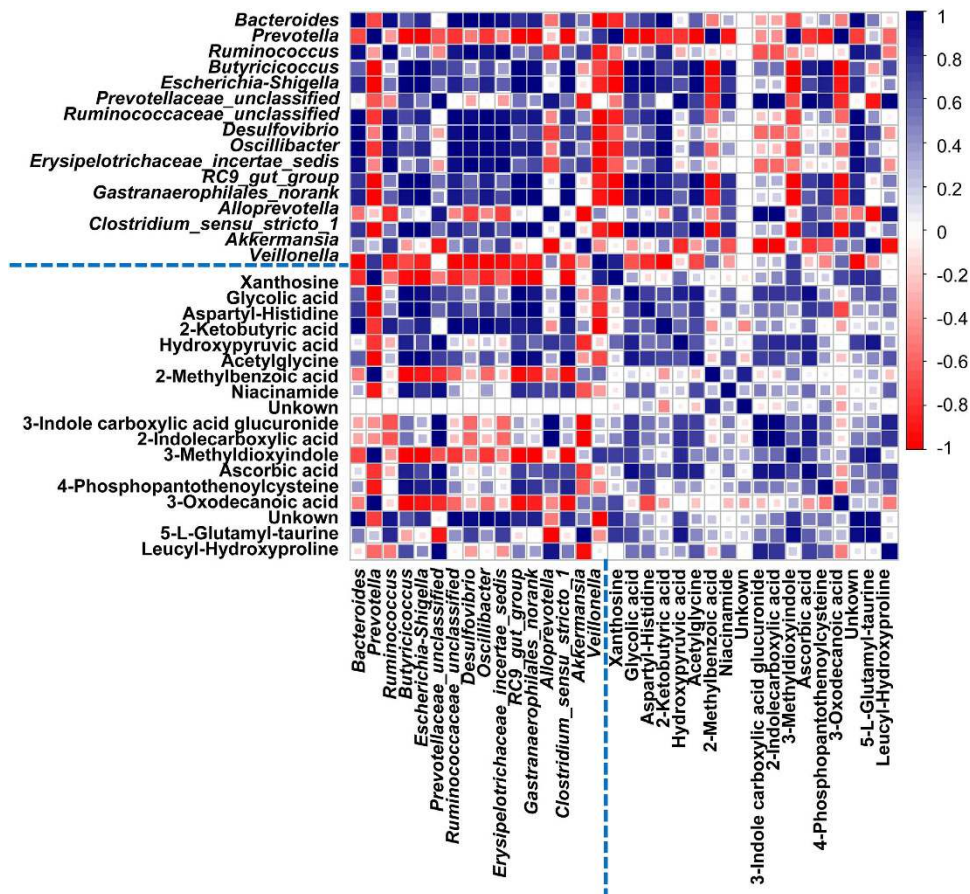 Bacteroides
Prevotella
Ruminococcus
Butyricicoccus
Escherichia-Shigella
Prevotellaceae_unclassified
Ruminococcaceae_unclassified
Desulfovibrio
Oscillibacter
Erysipelotrichaceae_incertae_sedis
RC9_gut_group
Gastranaerophilales_norank
Alloprevotella
Clostridium_sensu_stricto_1
Akkermansia
Veillonella
Xanthosine
Glycolic acid
Aspartyl-Histidine
2-Ketobutyric acid
Hydroxypyruvic acid
Acetylglycine
2-Methylbenzoic acid
Niacinamide
Unkown
3-Indole carboxylic acid glucuronide
2-Indolecarboxylic acid
3-Methyldioxyindole
Ascorbic acid
4-Phosphopantothenoylcysteine
3-Oxodecanoic acid
Unkown
5-L-Glutamyl-taurine
Leucyl-Hydroxyproline
1
0.8
0.6
0.4
0.2
0
-0.2
-0.4
-0.6
-0.8
-1
Bacteroides
Prevotella
Ruminococcus
Butyricicoccus
Escherichia-Shigella
Prevotellaceae_unclassified
Ruminococcaceae_unclassified
Desulfovibrio
Oscillibacter
Erysipelotrichaceae_incertae_sedis
RC9_gut_group
Gastranaerophilales_norank
Alloprevotella
Clostridium_sensu_stricto_1
Akkermansia
Veillonella
Xanthosine
Glycolic acid
Aspartyl-Histidine
2-Ketobutyric acid
Hydroxypyruvic acid
Acetylglycine
2-Methylbenzoic acid
Niacinamide
Unkown
3-Indole carboxylic acid glucuronide
2-Indolecarboxylic acid
3-Methyldioxyindole
Ascorbic acid
4-Phosphopantothenoylcysteine
3-Oxodecanoic acid
Unkown
5-L-Glutamyl-taurine
Leucyl-Hydroxyproline